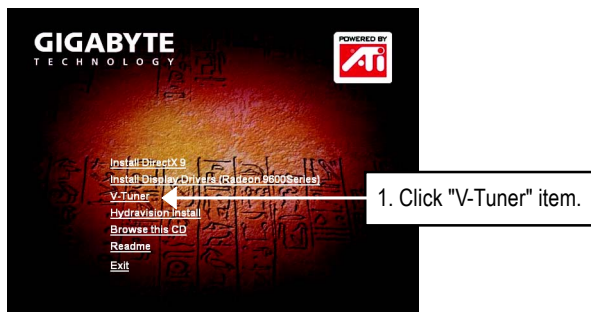 GIGABYTE
TECHNOLOGY
POWERED BY
ATi
Install DirectX 9
Install Display Drivers (Radeon 9600Series)
V-Tuner
1. Click "V-Tuner" item.
Hydravision Install
Browse this CD
Readme
Exit